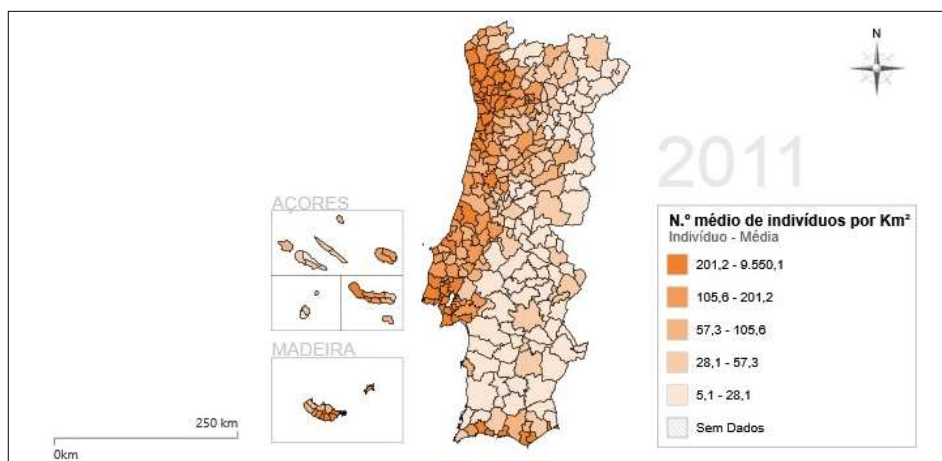 N
2011
AÇORES
MADEIRA
250 km
0km
N.º médio de indivíduos por Km²
Indivíduo - Média
201,2 - 9.550,1
105,6 - 201,2
57,3 - 105,6
28,1 - 57,3
5,1 - 28,1
Sem Dados